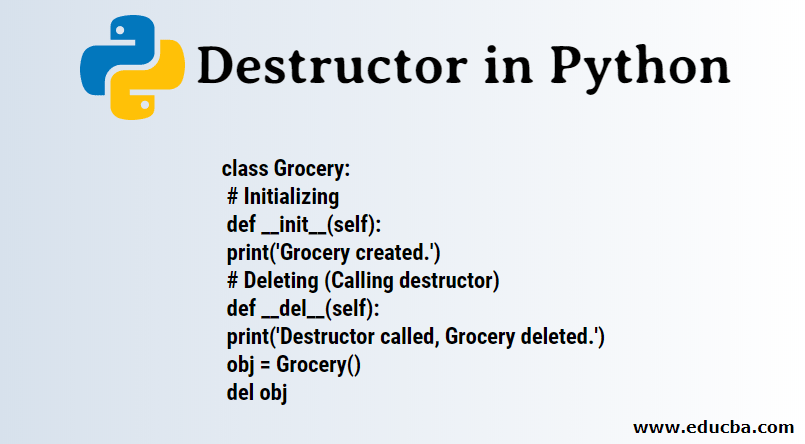 Destructor in Python
class Grocery:
# Initializing
def __init__(self):
print('Grocery created.')
# Deleting (Calling destructor)
def __del__(self):
print('Destructor called, Grocery deleted.')
obj = Grocery()
del obj
www.educba.com